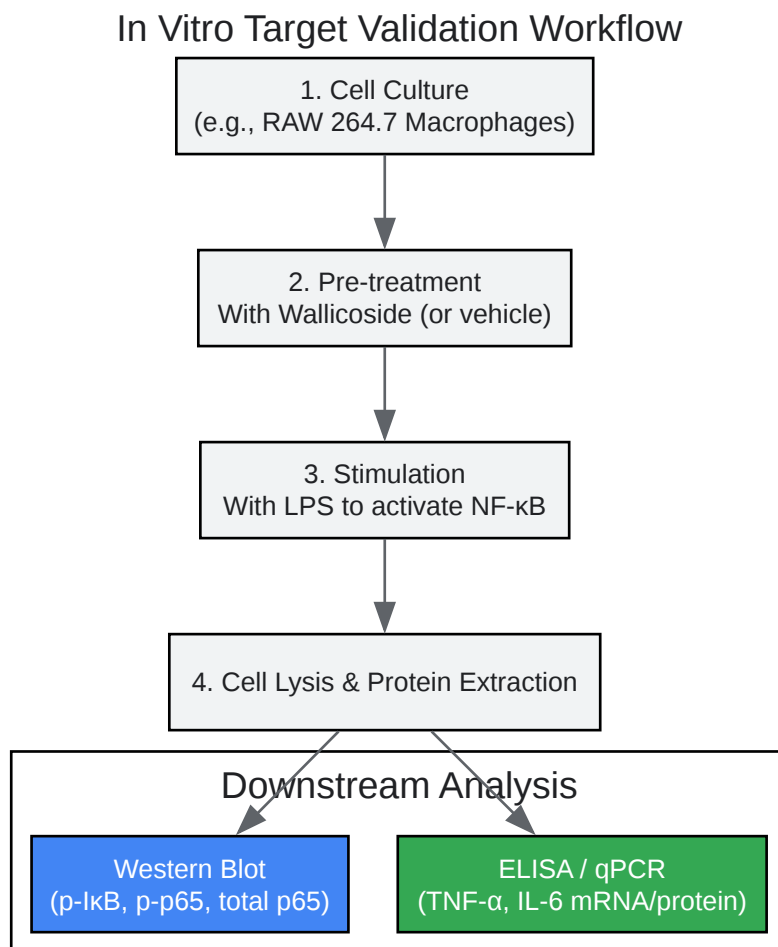 In Vitro Target Validation Workflow
1. Cell Culture
(e.g., RAW 264.7 Macrophages)
2. Pre-treatment
With Wallicoside (or vehicle)
3. Stimulation
With LPS to activate NF-κB
4. Cell Lysis & Protein Extraction
Downstream Analysis
Western Blot
(p-IκB, p-p65, total p65)
ELISA / qPCR
(TNF-α, IL-6 mRNA/protein)